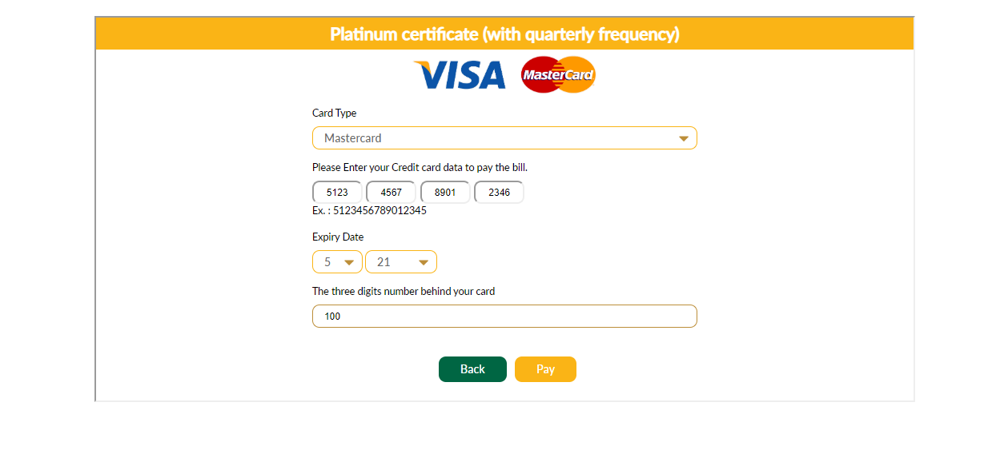 Platinum certificate (with quarterly frequency)
VISA MasterCard
Card Type
Mastercard
Please Enter your Credit card data to pay the bill.
5123 4567 8901 2346
Ex. : 5123456789012345
Expiry Date
5 21
The three digits number behind your card
100
Back Pay